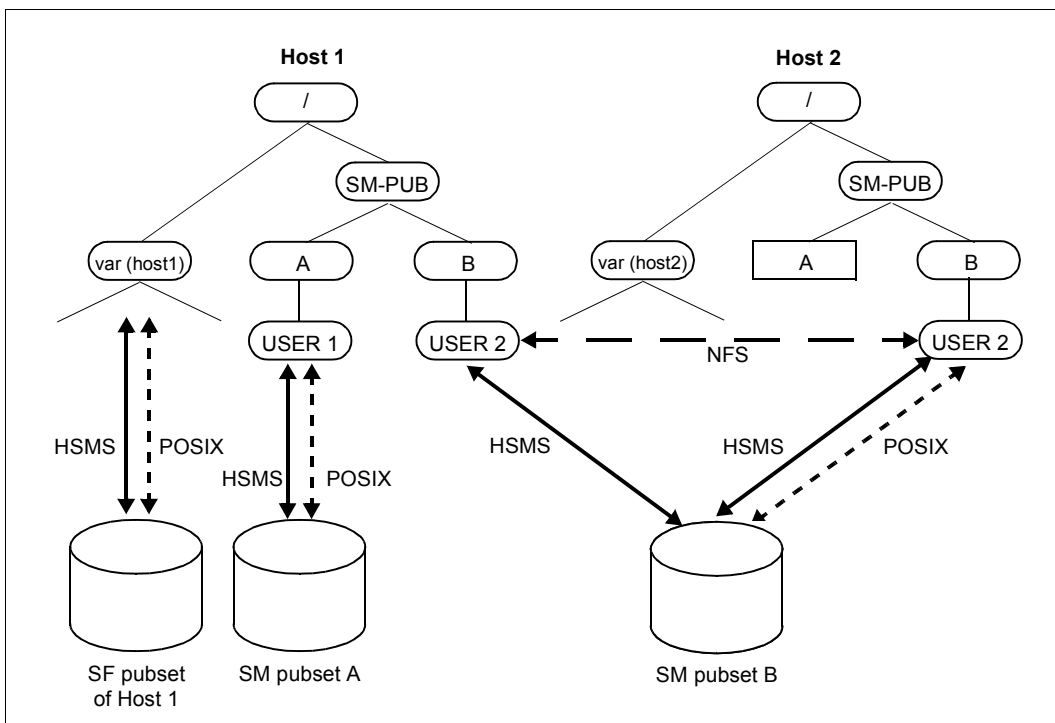 Host 1
Host 2
/
/
SM-PUB
SM-PUB
var (host1)
A
B
var (host2)
A
B
USER 1
USER 2
NFS
USER 2
HSMS
POSIX
HSMS
POSIX
HSMS
HSMS
POSIX
SF pubset
of Host 1
SM pubset A
SM pubset B